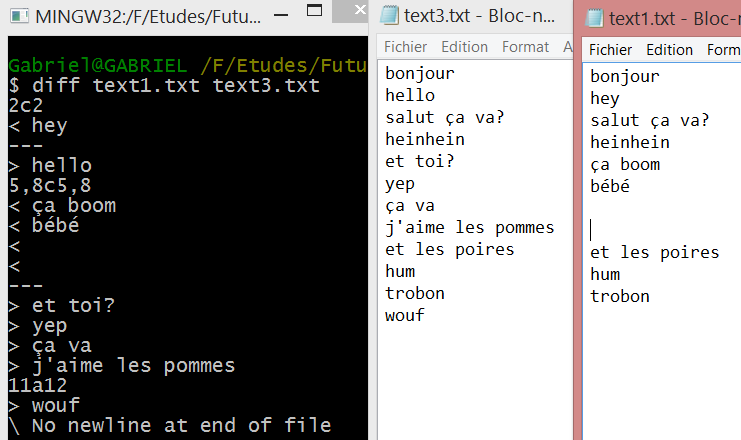 MINGW32:/F/Etudes/Futu...
Gabriel@GABRIEL /F/Etudes/Futu
$ diff text1.txt text3.txt
2c2
< hey
---
> hello
5,8c5,8
< ça boom
< bébé
<
<
---
> et toi?
> yep
> ça va
> j'aime les pommes
11a12
> wouf
\ No newline at end of file
text3.txt - Bloc-n...
Fichier Edition Format A
bonjour
hello
salut ça va?
heinhein
et toi?
yep
ça va
j'aime les pommes
et les poires
hum
trobon
wouf
text1.txt - Bloc-n...
Fichier Edition Form
bonjour
hey
salut ça va?
heinhein
ça boom
bébé
et les poires
hum
trobon